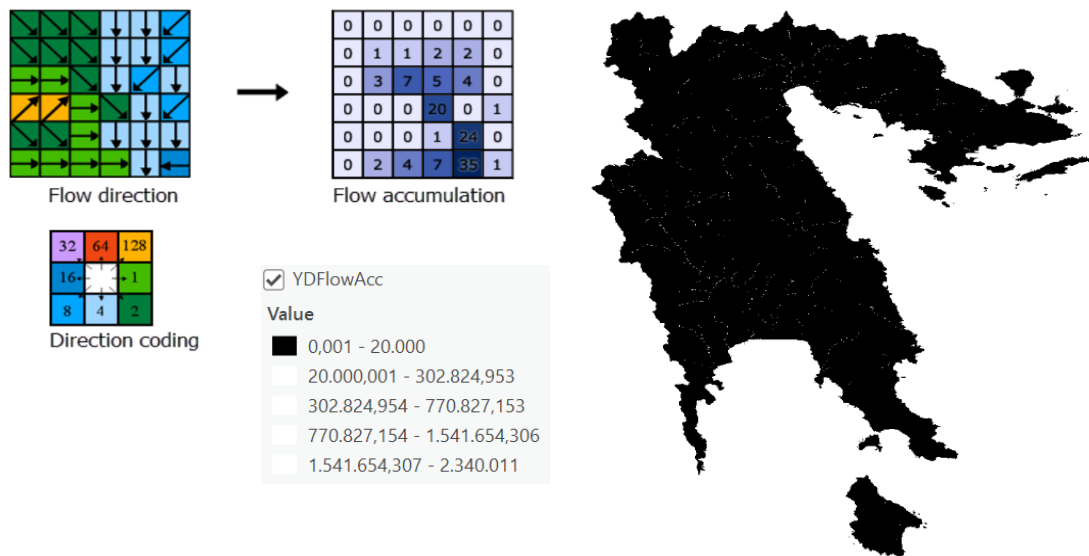 0 0 0 0 0 0
0 1 1 2 2 0
0 3 7 5 4 0
0 0 0 20 0 1
0 0 0 1 24 0
0 2 4 7 35 1
Flow direction
Flow accumulation
32 64 128
16 1
8 4 2
Direction coding
YDFlowAcc
Value
0,001 - 20.000
20.000,001 - 302.824,953
302.824,954 - 770.827,153
770.827,154 - 1.541.654,306
1.541.654,307 - 2.340.011